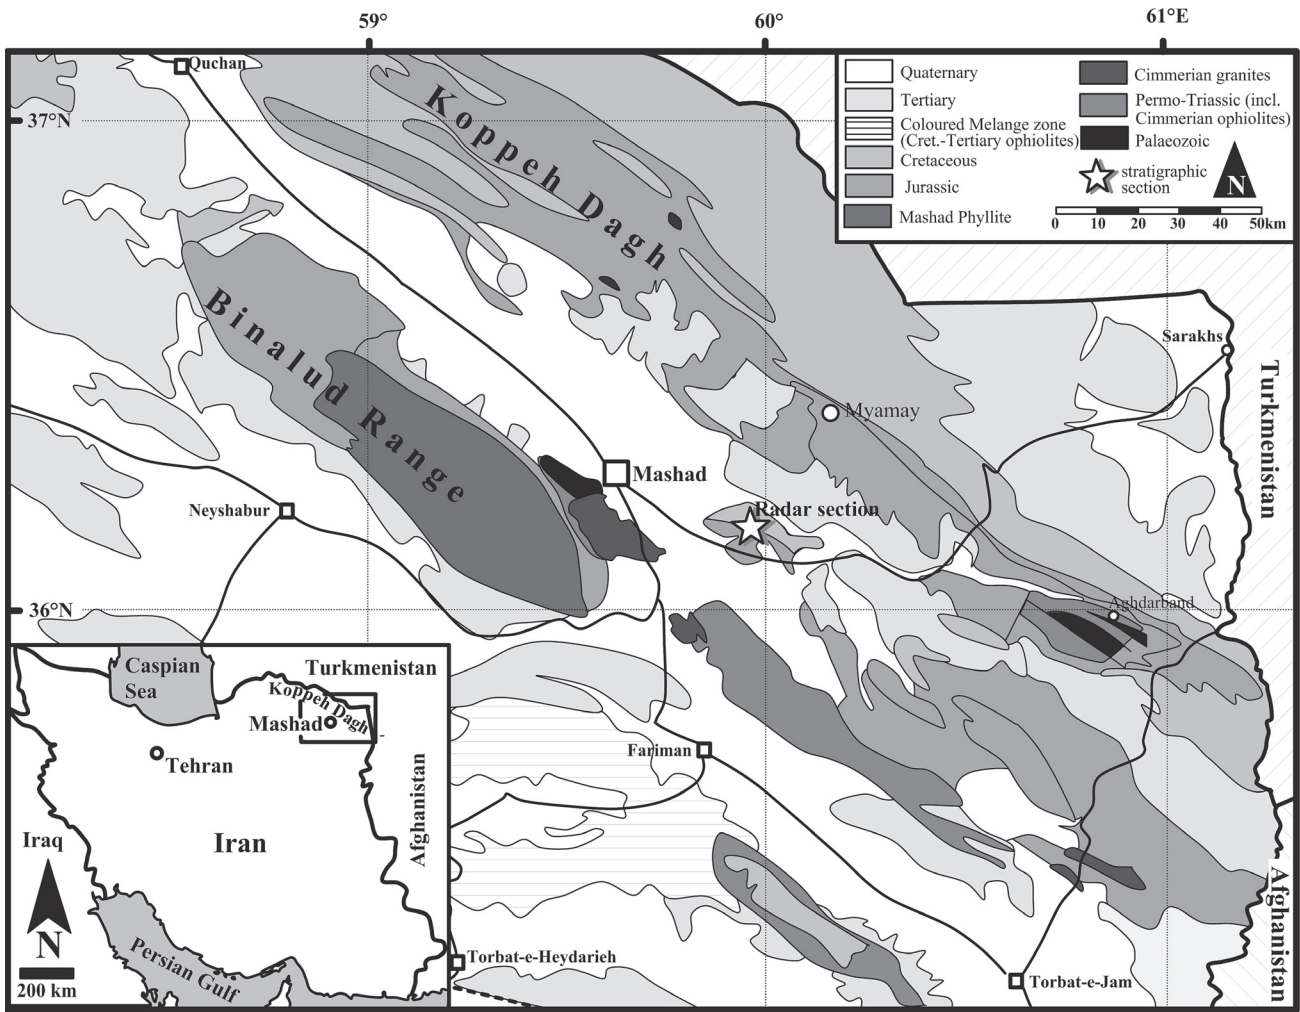 59°
60°
61°E
37°N
36°N
Quchan
Koppeh Dagh
Binalud Range
Quaternary
Tertiary
Coloured Melange zone
(Cret.-Tertiary ophiolites)
Cretaceous
Jurassic
Mashad Phyllite
Cimmerian granites
Permo-Triassic (incl.
Cimmerian ophiolites)
Palaeozoic
stratigraphic
section
N
0 10 20 30 40 50km
Sarakhs
Turkmenistan
Myamay
Mashad
Radar section
Neyshabur
Aghdarband
Fariman
Torbat-e-Heydarieh
Torbat-e-Jam
Afghanistan
Caspian
Sea
Turkmenistan
Koppeh Dagh
Mashad
Tehran
Iran
Iraq
Afghanistan
N
200 km
Persian Gulf